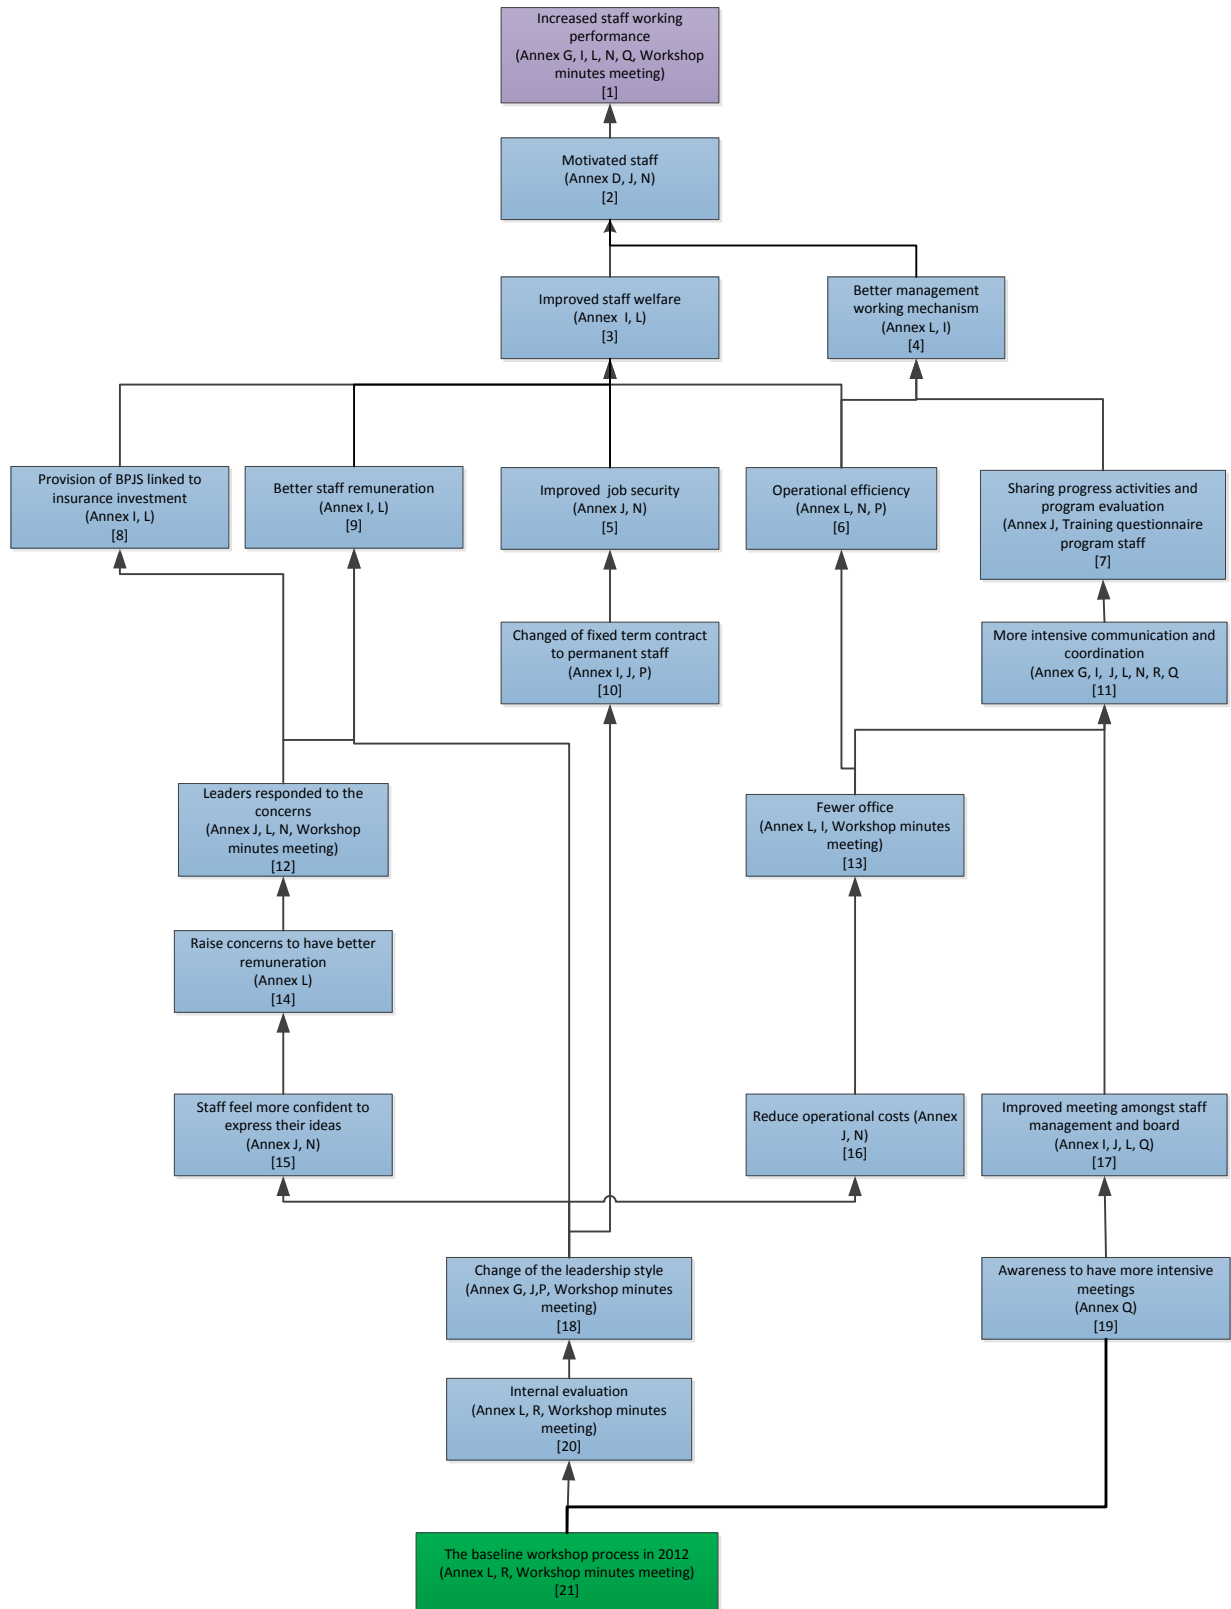 Increased staff working
performance
(Annex G, I, L, N, Q, Workshop
minutes meeting)
[1]
Motivated staff
(Annex D, J, N)
[2]
Improved staff welfare
(Annex  I, L)
[3]
Better management
working mechanism
(Annex L, I)
[4]
Provision of BPJS linked to
insurance investment
(Annex I, L)
[8]
Better staff remuneration
(Annex I, L)
[9]
Improved  job security
(Annex J, N)
[5]
Operational efficiency
(Annex L, N, P)
[6]
Sharing progress activities and
program evaluation
(Annex J, Training questionnaire
program staff
[7]
Changed of fixed term contract
to permanent staff
(Annex I, J, P)
[10]
More intensive communication and
coordination
(Annex G, I,  J, L, N, R, Q
[11]
Leaders responded to the
concerns
(Annex J, L, N, Workshop
minutes meeting)
[12]
Fewer office
(Annex L, I, Workshop minutes
meeting)
[13]
Raise concerns to have better
remuneration
(Annex L)
[14]
Staff feel more confident to
express their ideas
(Annex J, N)
[15]
Reduce operational costs (Annex
J, N)
[16]
Improved meeting amongst staff
management and board
(Annex I, J, L, Q)
[17]
Change of the leadership style
(Annex G, J,P, Workshop minutes
meeting)
[18]
Awareness to have more intensive
meetings
(Annex Q)
[19]
Internal evaluation
(Annex L, R, Workshop minutes
meeting)
[20]
The baseline workshop process in 2012
(Annex L, R, Workshop minutes meeting)
[21]